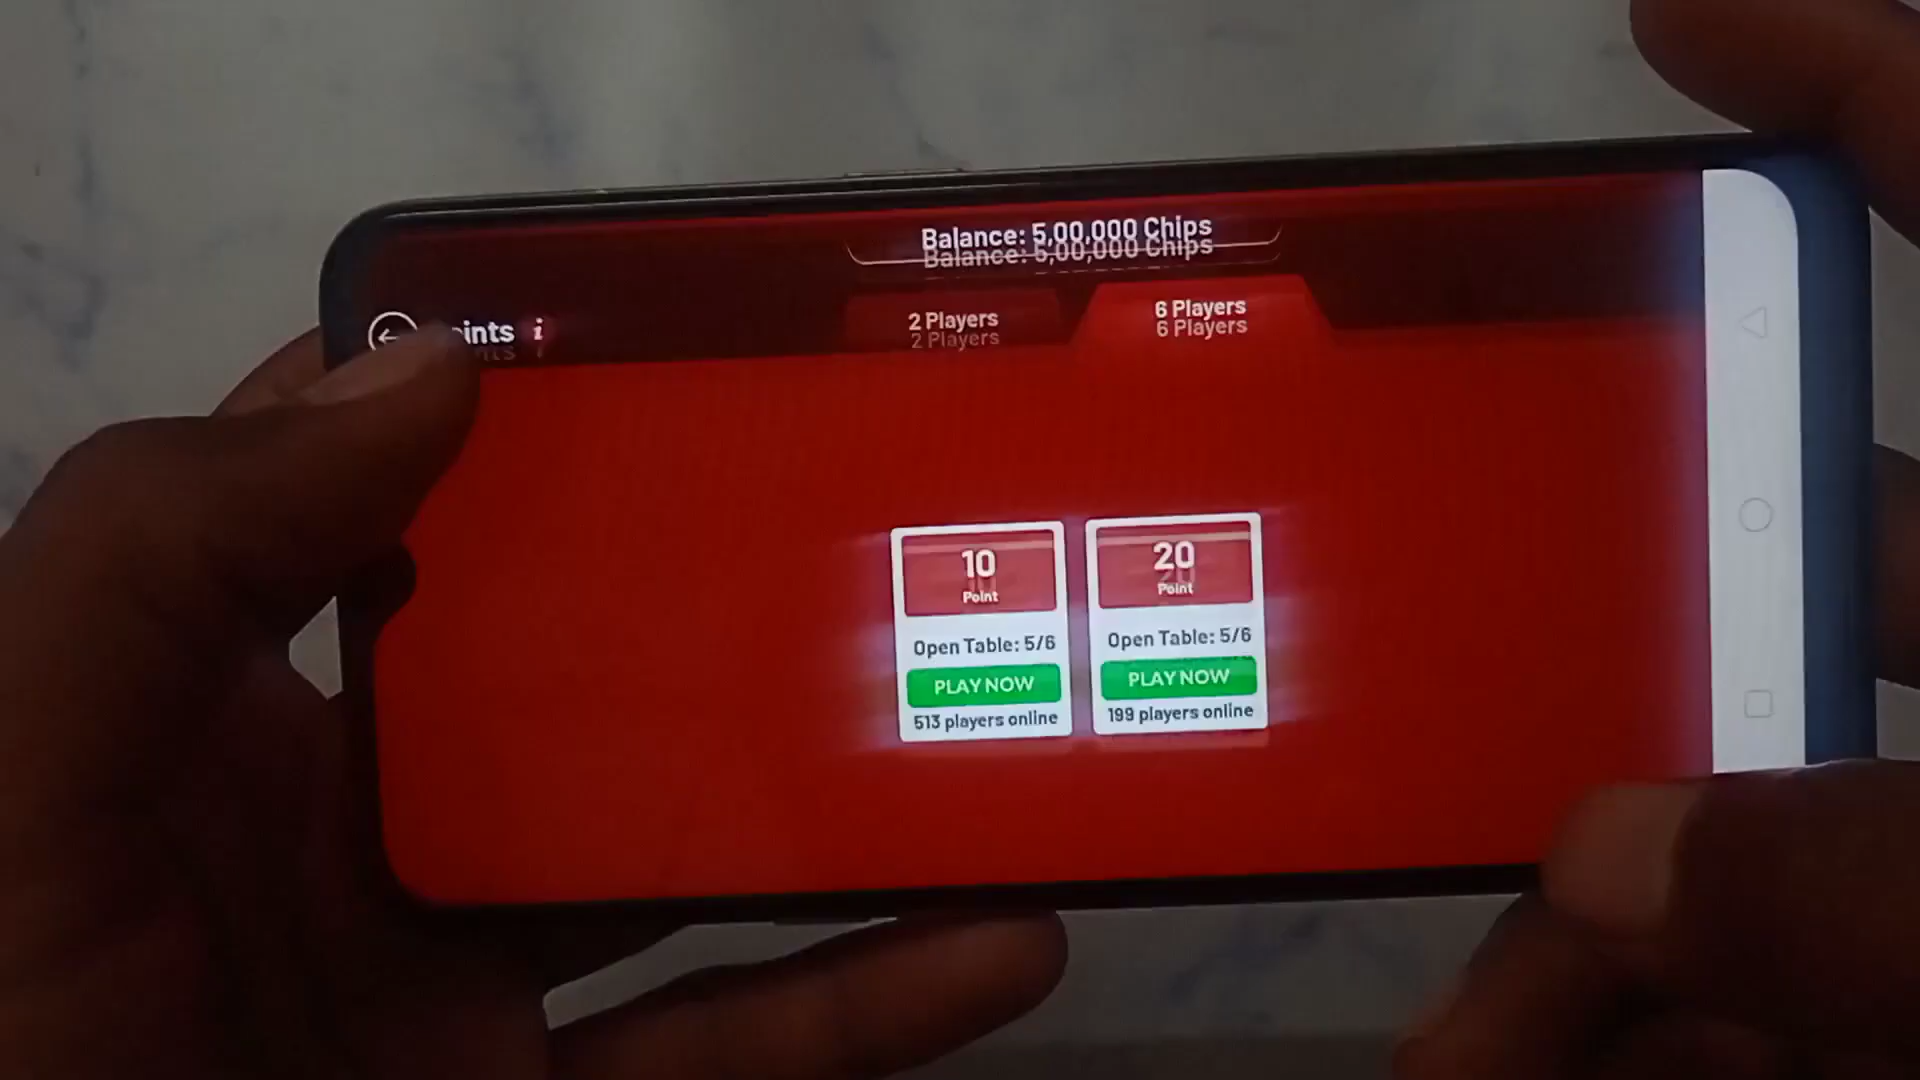 Balance: 5,00,000 Chips
ints i
2 Players
6 Players
10
Point
Open Table: 5/6
PLAY NOW
513 players online
20
Point
Open Table: 5/6
PLAY NOW
199 players online